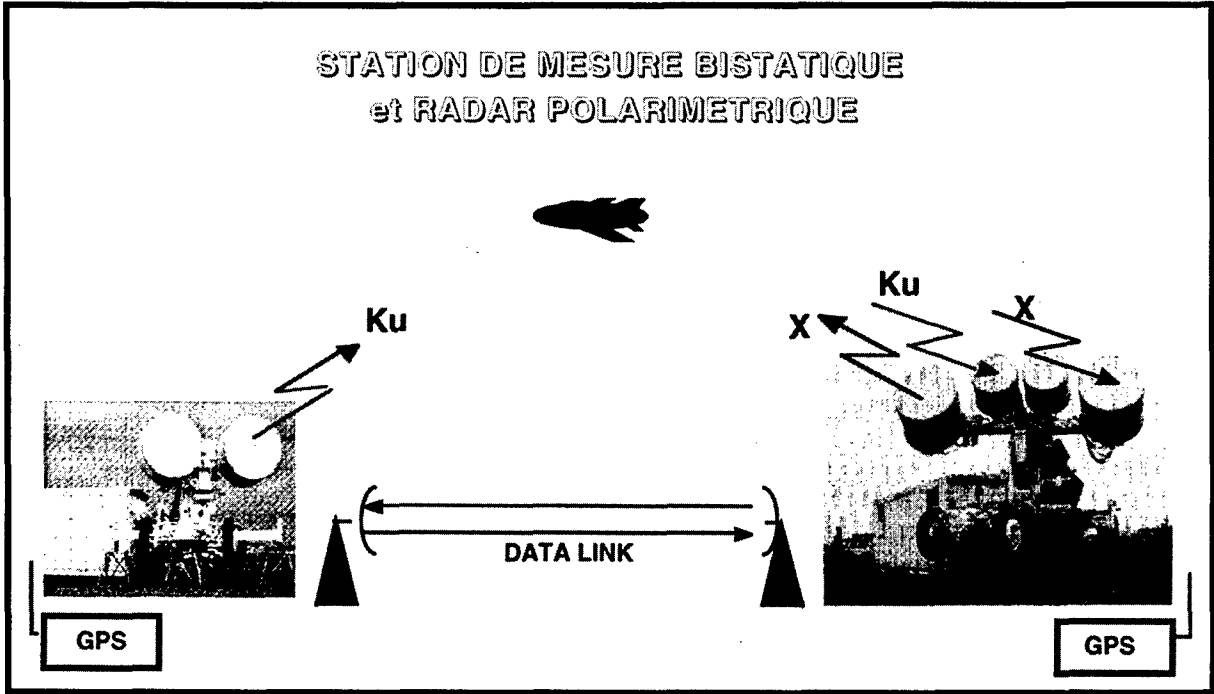 STATION DE MESURE BISTATIQUE
et RADAR POLARIMETRIQUE
Ku
X
Ku
X
DATA LINK
GPS
GPS